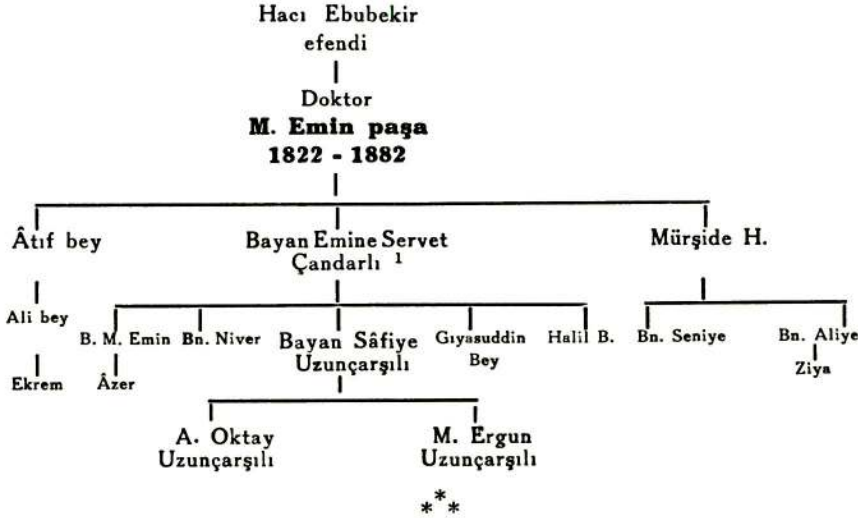 Hacı Ebubekir
efendi
Doktor
M. Emin paşa
1822 - 1882
Âtıf bey
Bayan Emine Servet
Çandarlı 1
Mürşide H.
Ali bey
B. M. Emin
Bn. Niver
Bayan Sâfiye
Uzunçarşılı
Gıyasuddin
Bey
Halil B.
Bn. Seniye
Bn. Aliye
Ekrem
Âzer
Ziya
A. Oktay
Uzunçarşılı
M. Ergun
Uzunçarşılı
***